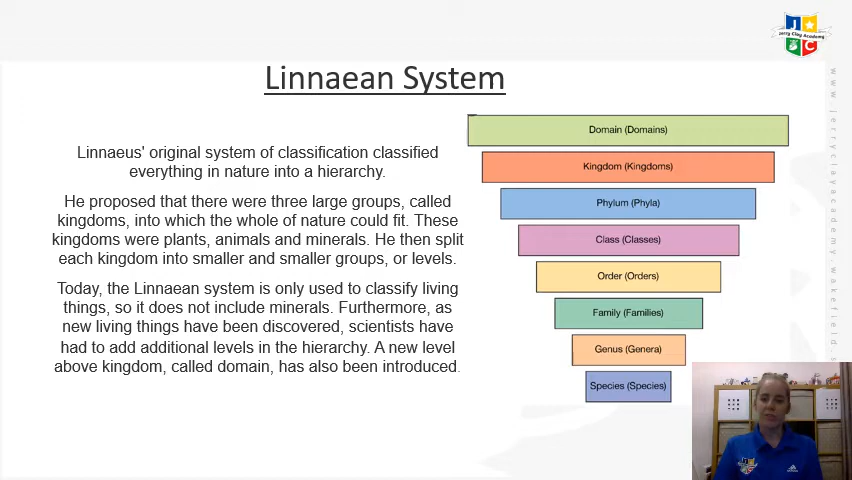 Jerry Clay Academy
J
C
Linnaean System
Linnaeus' original system of classification classified
everything in nature into a hierarchy.
He proposed that there were three large groups, called
kingdoms, into which the whole of nature could fit. These
kingdoms were plants, animals and minerals. He then split
each kingdom into smaller and smaller groups, or levels.
Today, the Linnaean system is only used to classify living
things, so it does not include minerals. Furthermore, as
new living things have been discovered, scientists have
had to add additional levels in the hierarchy. A new level
above kingdom, called domain, has also been introduced.
Domain (Domains)
Kingdom (Kingdoms)
Phylum (Phyla)
Class (Classes)
Order (Orders)
Family (Families)
Genus (Genera)
Species (Species)
www.jerryclayacademy.wakefield.s